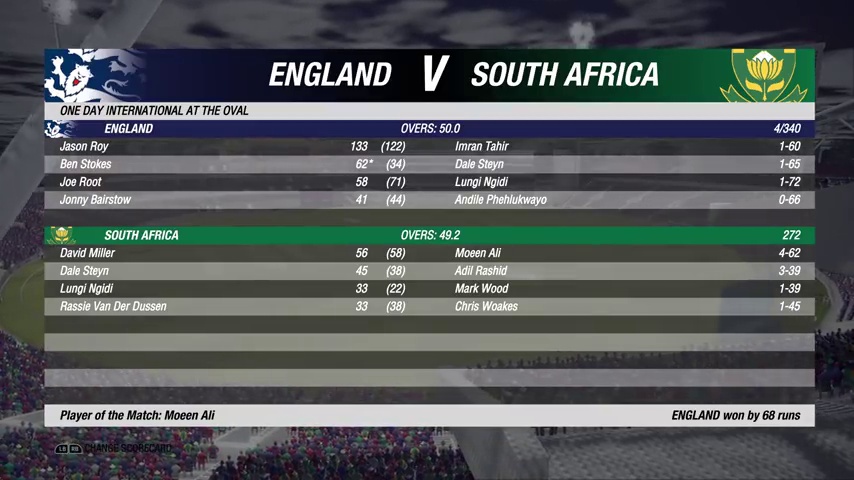 ENGLAND V SOUTH AFRICA
ONE DAY INTERNATIONAL AT THE OVAL
ENGLAND OVERS: 50.0 4/340
Jason Roy 133 (122) Imran Tahir 1-60
Ben Stokes 62* (34) Dale Steyn 1-65
Joe Root 58 (71) Lungi Ngidi 1-72
Jonny Bairstow 41 (44) Andile Phehlukwayo 0-66
SOUTH AFRICA OVERS: 49.2 272
David Miller 56 (58) Moeen Ali 4-62
Dale Steyn 45 (38) Adil Rashid 3-39
Lungi Ngidi 33 (22) Mark Wood 1-39
Rassie Van Der Dussen 33 (38) Chris Woakes 1-45
Player of the Match: Moeen Ali ENGLAND won by 68 runs
CHANGE SCORECARD